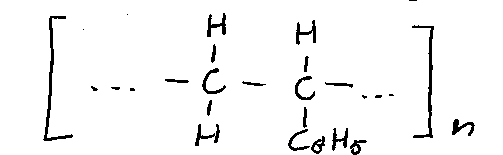 H H
[ ... - C - C - ... ] n
H C6H5